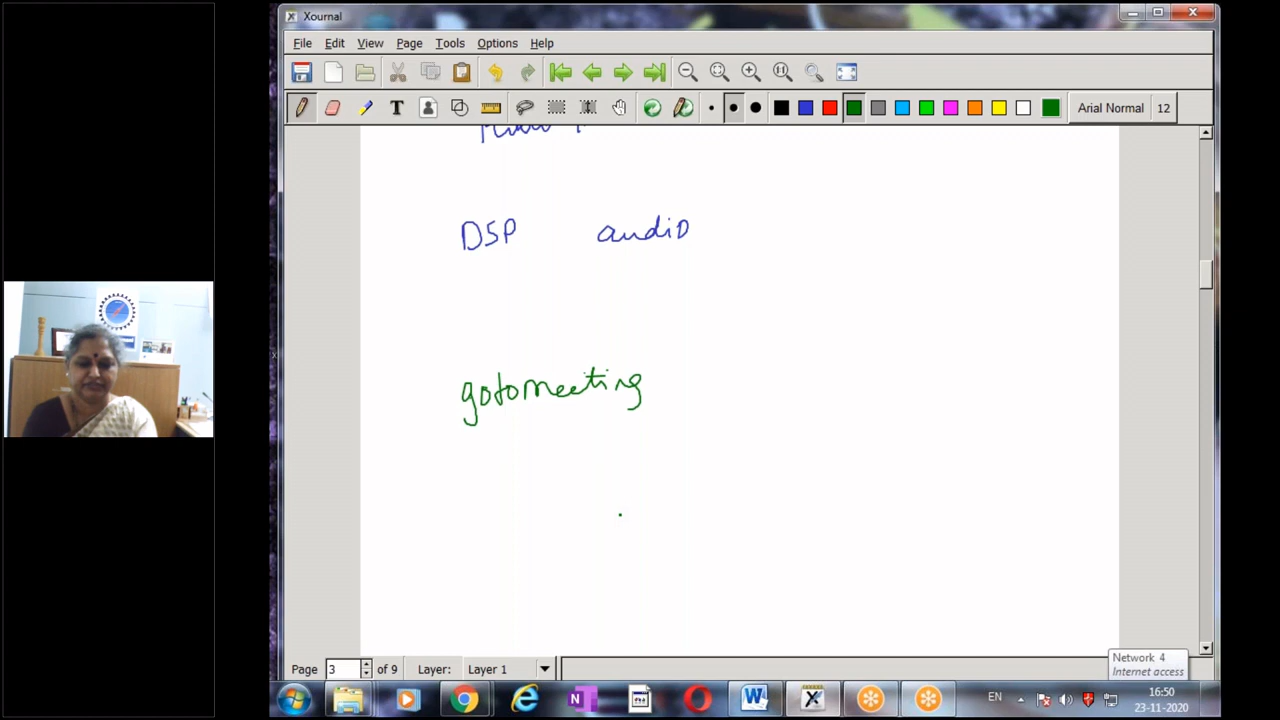 Xournal
File Edit View Page Tools Options Help
Arial Normal 12
DSP audio
gotomeeting
Page 3 of 9 Layer: Layer 1
Network 4
Internet access
EN 16:50
23-11-2020